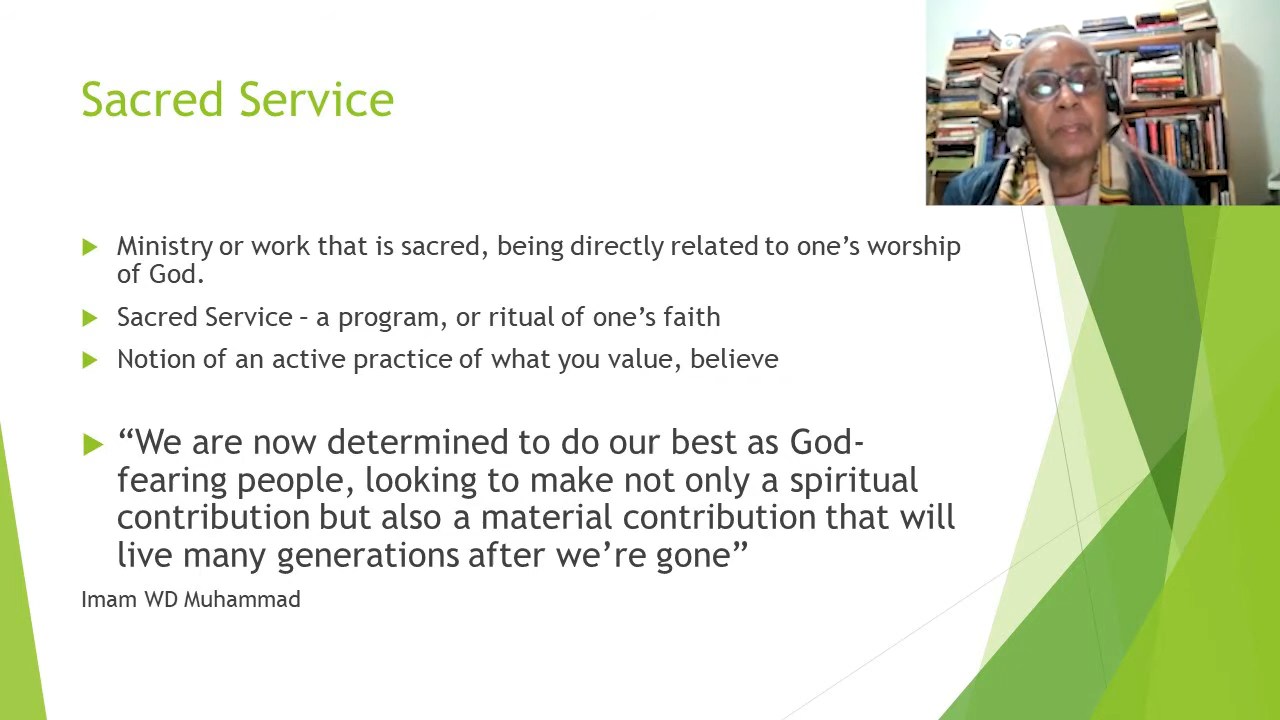 Sacred Service
Ministry or work that is sacred, being directly related to one’s worship
of God.
Sacred Service – a program, or ritual of one’s faith
Notion of an active practice of what you value, believe
“We are now determined to do our best as God-
fearing people, looking to make not only a spiritual
contribution but also a material contribution that will
live many generations after we’re gone”
Imam WD Muhammad